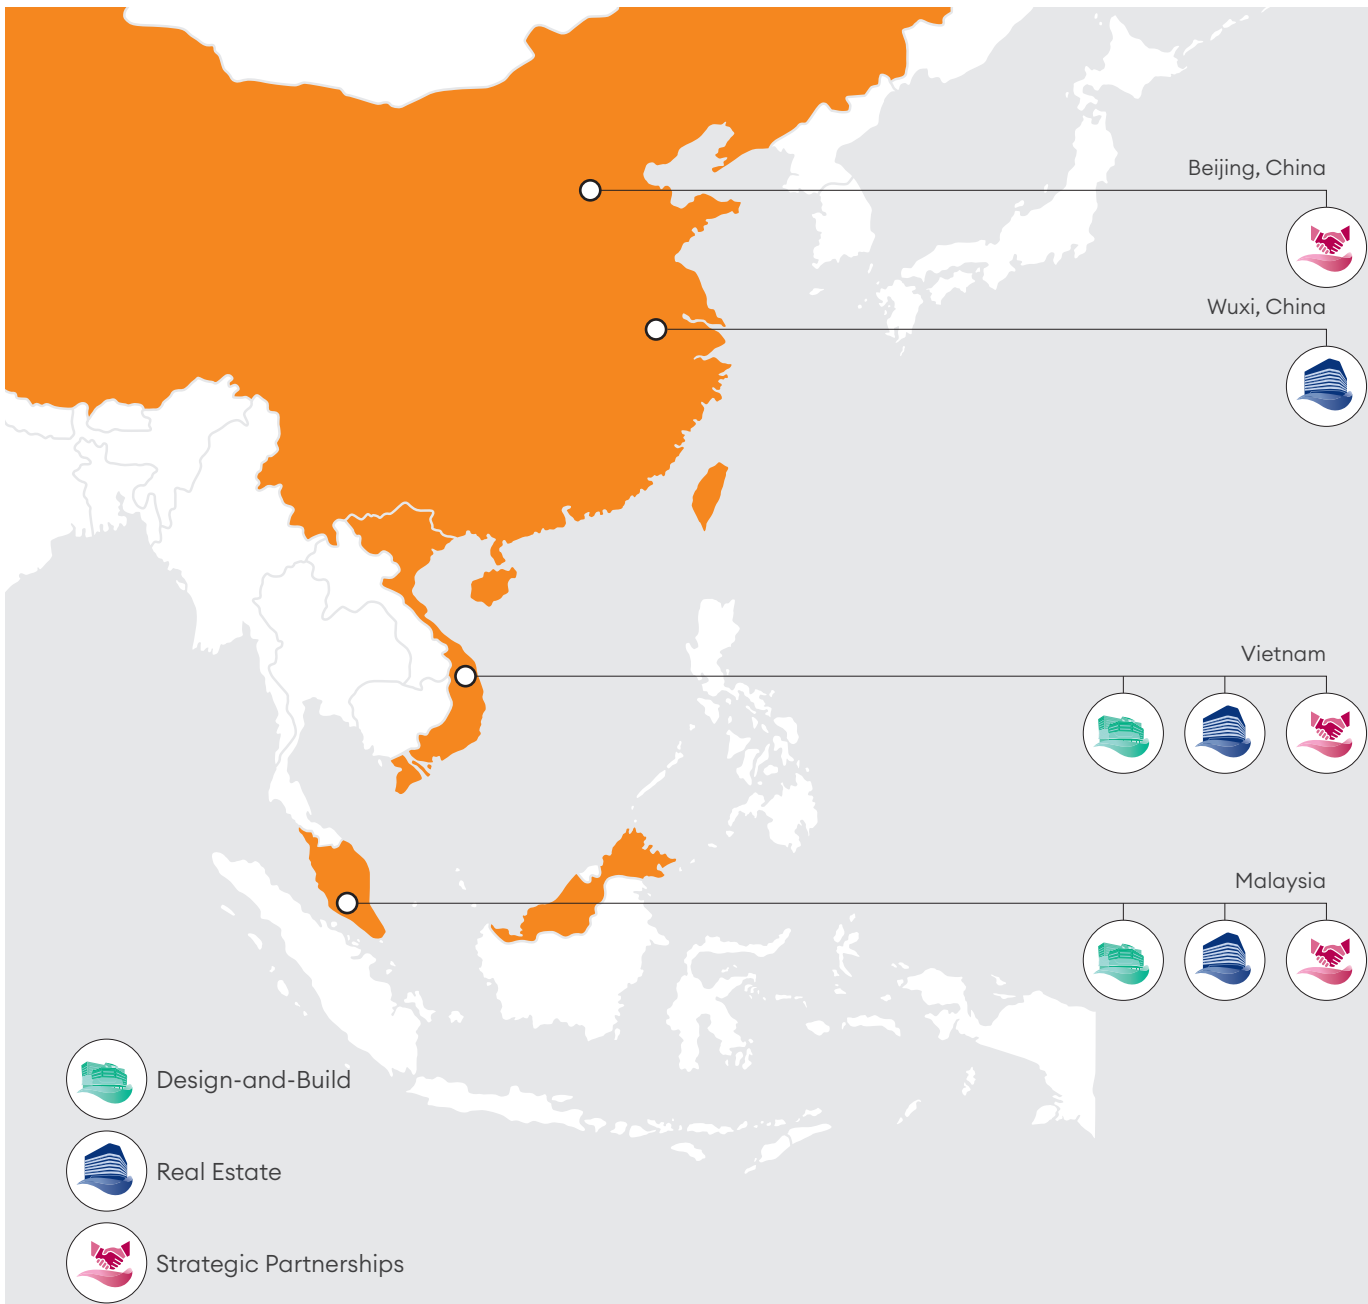 Beijing, China
Wuxi, China
Vietnam
Malaysia
Design-and-Build
Real Estate
Strategic Partnerships